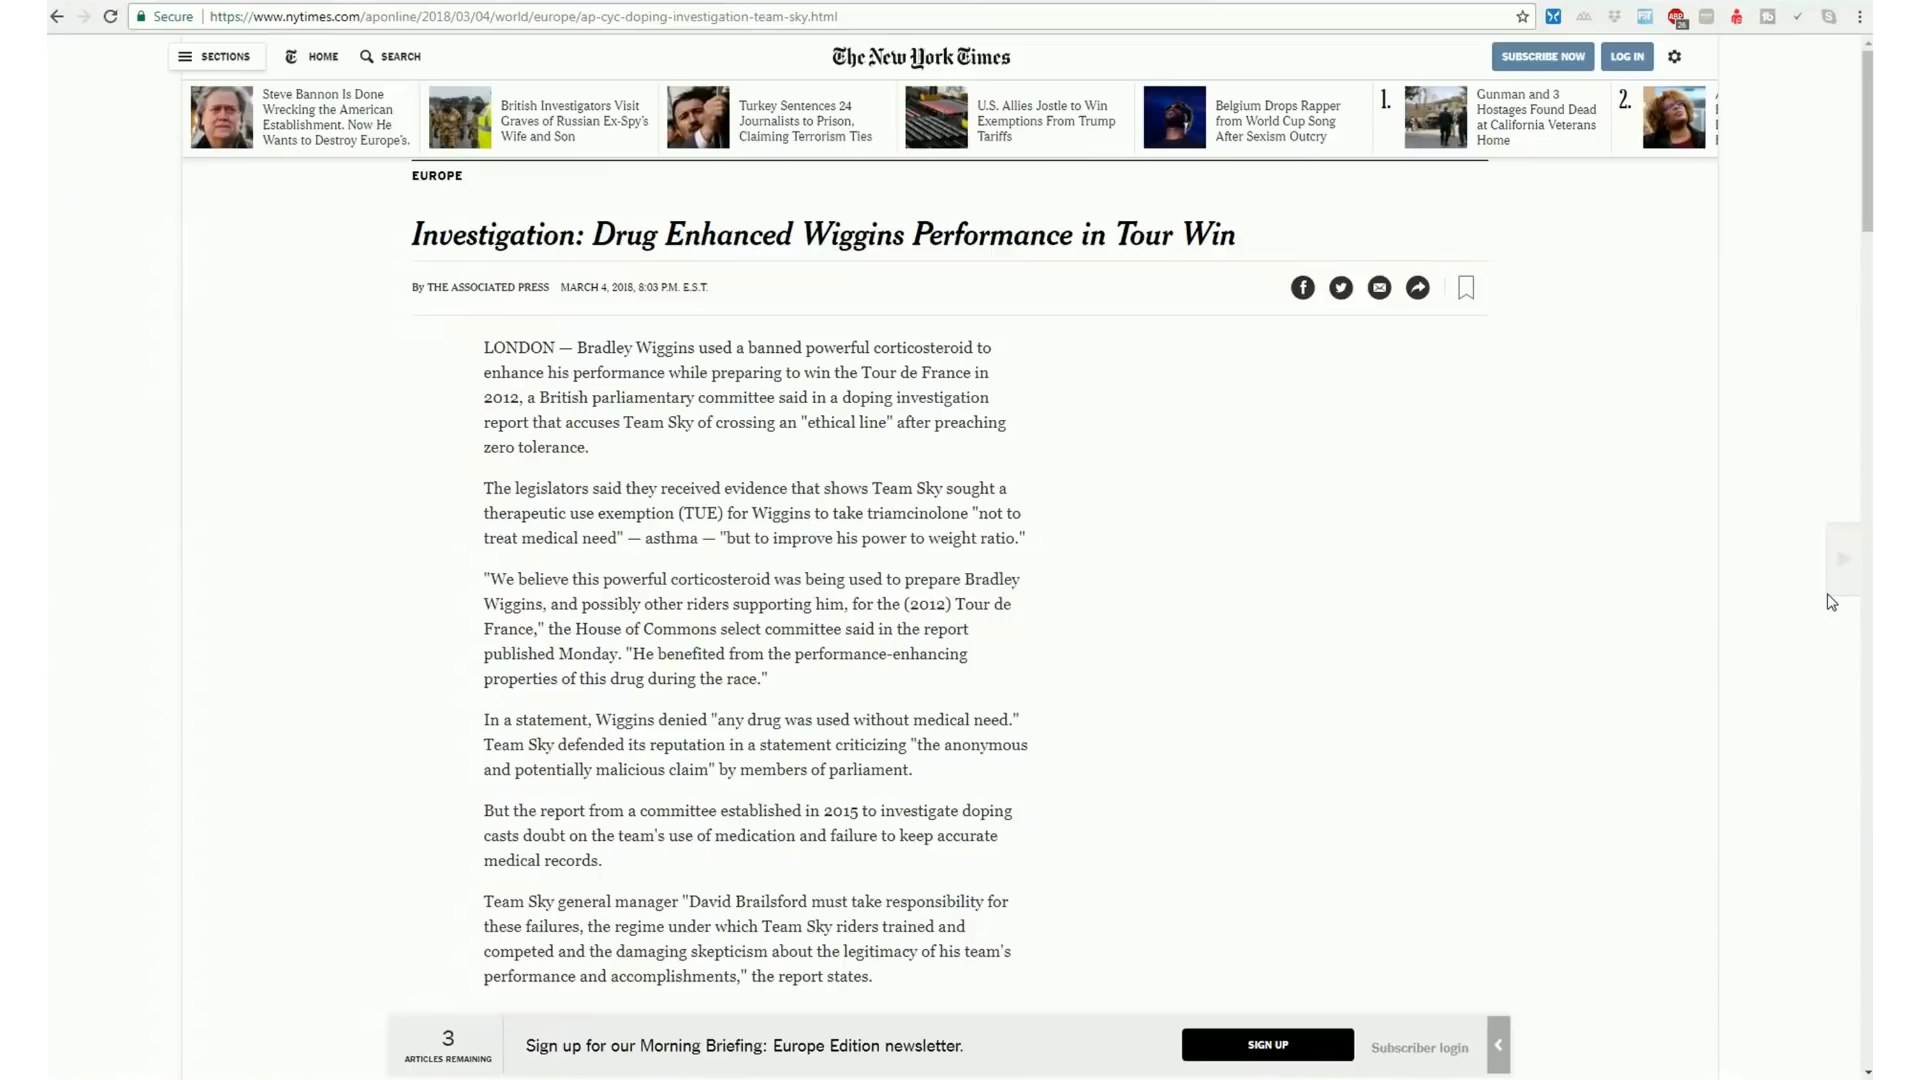 Secure
https://www.nytimes.com/aponline/2018/03/04/world/europe/ap-cyc-doping-investigation-team-sky.html
ABP
26
SECTIONS
HOME
SEARCH
The New York Times
SUBSCRIBE NOW
LOG IN
Steve Bannon Is Done
Wrecking the American
Establishment. Now He
Wants to Destroy Europe's.
British Investigators Visit
Graves of Russian Ex-Spy's
Wife and Son
Turkey Sentences 24
Journalists to Prison,
Claiming Terrorism Ties
U.S. Allies Jostle to Win
Exemptions From Trump
Tariffs
Belgium Drops Rapper
from World Cup Song
After Sexism Outcry
1.
Gunman and 3
Hostages Found Dead
at California Veterans
Home
2.
EUROPE
Investigation: Drug Enhanced Wiggins Performance in Tour Win
By THE ASSOCIATED PRESS MARCH 4, 2018, 8:03 P.M. E.S.T.
LONDON — Bradley Wiggins used a banned powerful corticosteroid to
enhance his performance while preparing to win the Tour de France in
2012, a British parliamentary committee said in a doping investigation
report that accuses Team Sky of crossing an "ethical line" after preaching
zero tolerance.
The legislators said they received evidence that shows Team Sky sought a
therapeutic use exemption (TUE) for Wiggins to take triamcinolone "not to
treat medical need" — asthma — "but to improve his power to weight ratio."
"We believe this powerful corticosteroid was being used to prepare Bradley
Wiggins, and possibly other riders supporting him, for the (2012) Tour de
France," the House of Commons select committee said in the report
published Monday. "He benefited from the performance-enhancing
properties of this drug during the race."
In a statement, Wiggins denied "any drug was used without medical need."
Team Sky defended its reputation in a statement criticizing "the anonymous
and potentially malicious claim" by members of parliament.
But the report from a committee established in 2015 to investigate doping
casts doubt on the team's use of medication and failure to keep accurate
medical records.
Team Sky general manager "David Brailsford must take responsibility for
these failures, the regime under which Team Sky riders trained and
competed and the damaging skepticism about the legitimacy of his team's
performance and accomplishments," the report states.
3
ARTICLES REMAINING
Sign up for our Morning Briefing: Europe Edition newsletter.
SIGN UP
Subscriber login